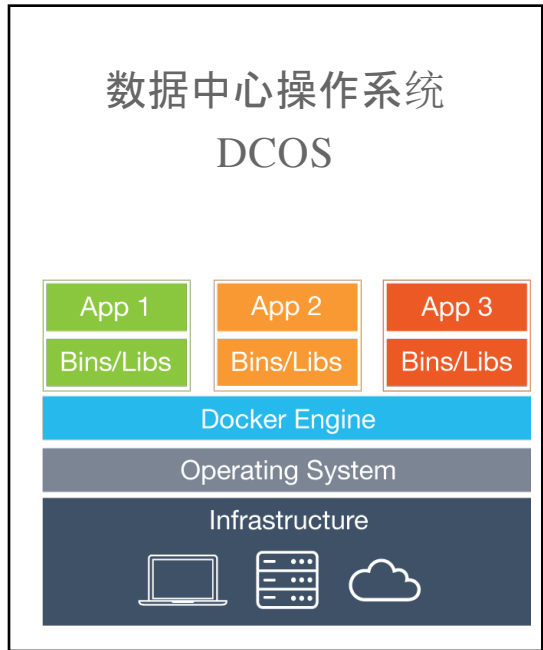 数据中心操作系统
DCOS
App 1
App 2
App 3
Bins/Libs
Bins/Libs
Bins/Libs
Docker Engine
Operating System
Infrastructure